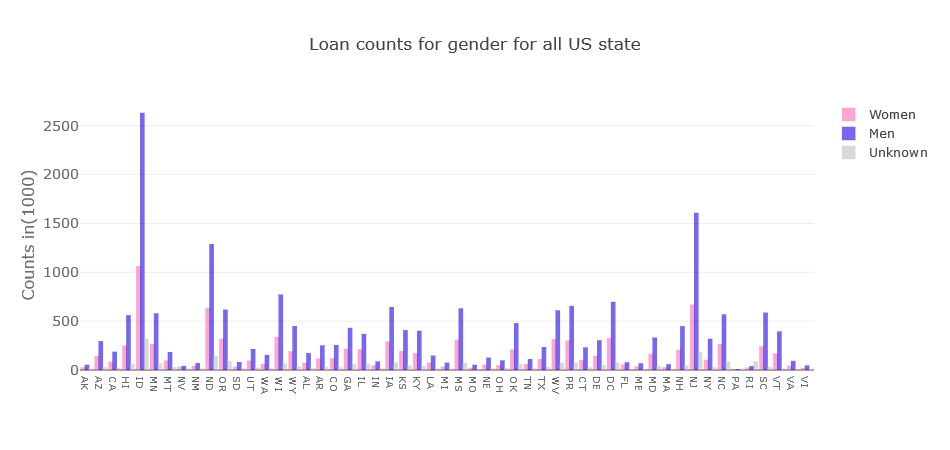 Loan counts for gender for all US state
Women
Men
Unknown
Counts in(1000)
2500
2000
1500
1000
500
0
AK
AZ
CA
HI
ID
MN
MT
NV
NM
ND
OR
SD
UT
WA
WI
WY
AL
AR
CO
GA
IL
IN
IA
KS
KY
LA
MI
MS
MO
NE
OH
OK
TN
TX
WV
PR
CT
DE
DC
FL
ME
MD
MA
NH
NJ
NY
NC
PA
RI
SC
VT
VA
VI